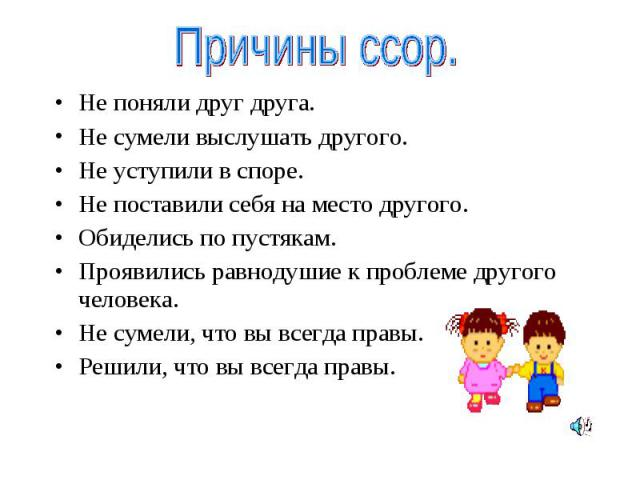 Причины ссор.
• Не поняли друг друга.
• Не сумели выслушать другого.
• Не уступили в споре.
• Не поставили себя на место другого.
• Обиделись по пустякам.
• Проявились равнодушие к проблеме другого
человека.
• Не сумели, что вы всегда правы.
• Решили, что вы всегда правы.